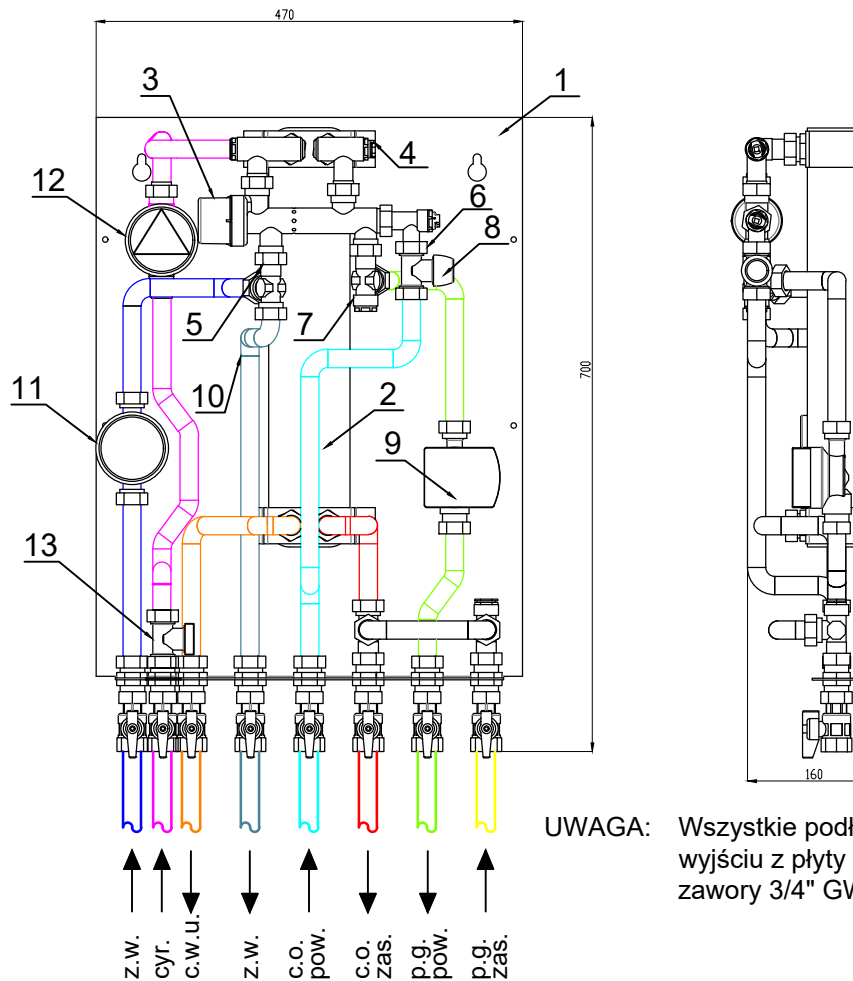 470
3
1
4
12
6
8
5
7
700
10
2
11
9
13
160
UWAGA: Wszystkie podł
wyjściu z płyty
zawory 3/4" GW
z.w.
cyr.
c.w.u.
z.w.
c.o.
pow.
c.o.
zas.
p.g.
pow.
p.g.
zas.